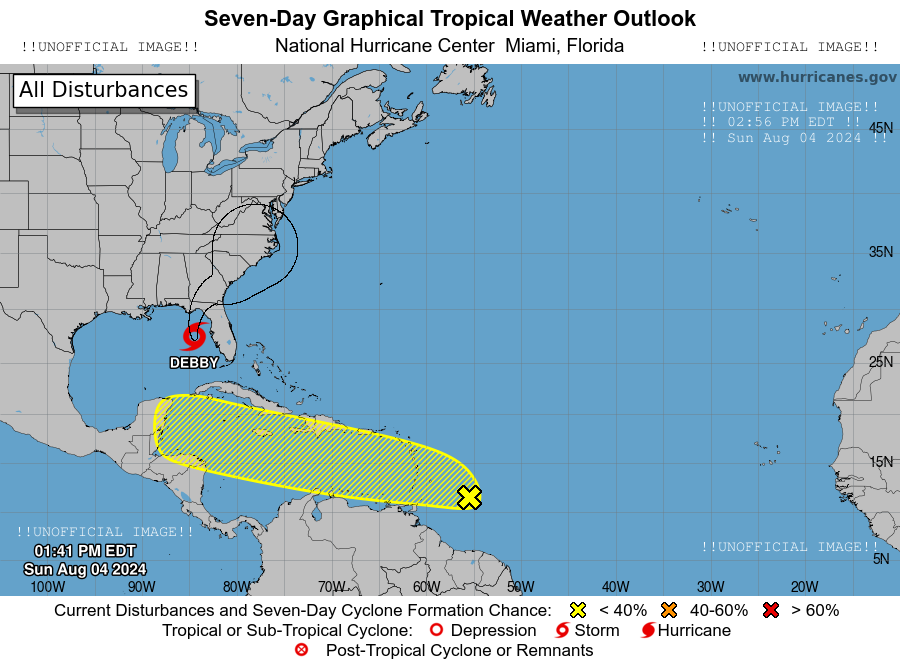 Seven-Day Graphical Tropical Weather Outlook
!!UNOFFICIAL IMAGE!! National Hurricane Center  Miami, Florida !!UNOFFICIAL IMAGE!!
All Disturbances
www.hurricanes.gov
!!UNOFFICIAL IMAGE!!
!! 02:56 PM EDT !!
!! Sun Aug 04 2024 !!
45N
35N
DEBBY
25N
15N
!!UNOFFICIAL IMAGE!!
01:41 PM EDT
Sun Aug 04 2024
!!UNOFFICIAL IMAGE!!
5N
100W 90W 80W 70W 60W 50W 40W 30W 20W
Current Disturbances and Seven-Day Cyclone Formation Chance: < 40% 40-60% > 60%
Tropical or Sub-Tropical Cyclone: Depression Storm Hurricane
Post-Tropical Cyclone or Remnants